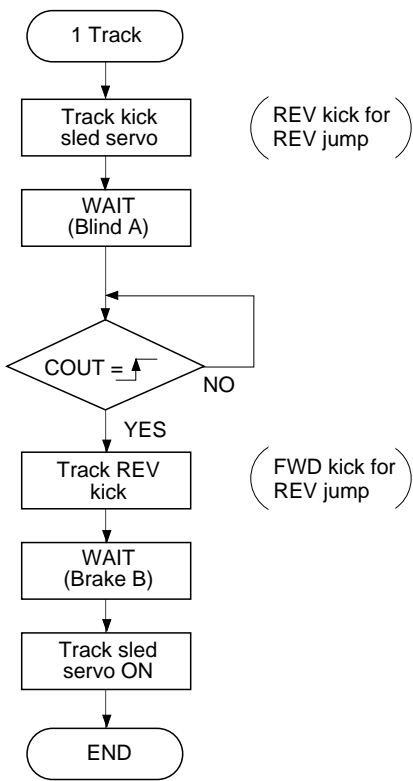 1 Track
Track kick
sled servo
REV kick for
REV jump
WAIT
(Blind A)
COUT =
NO
YES
Track REV
kick
FWD kick for
REV jump
WAIT
(Brake B)
Track sled
servo ON
END